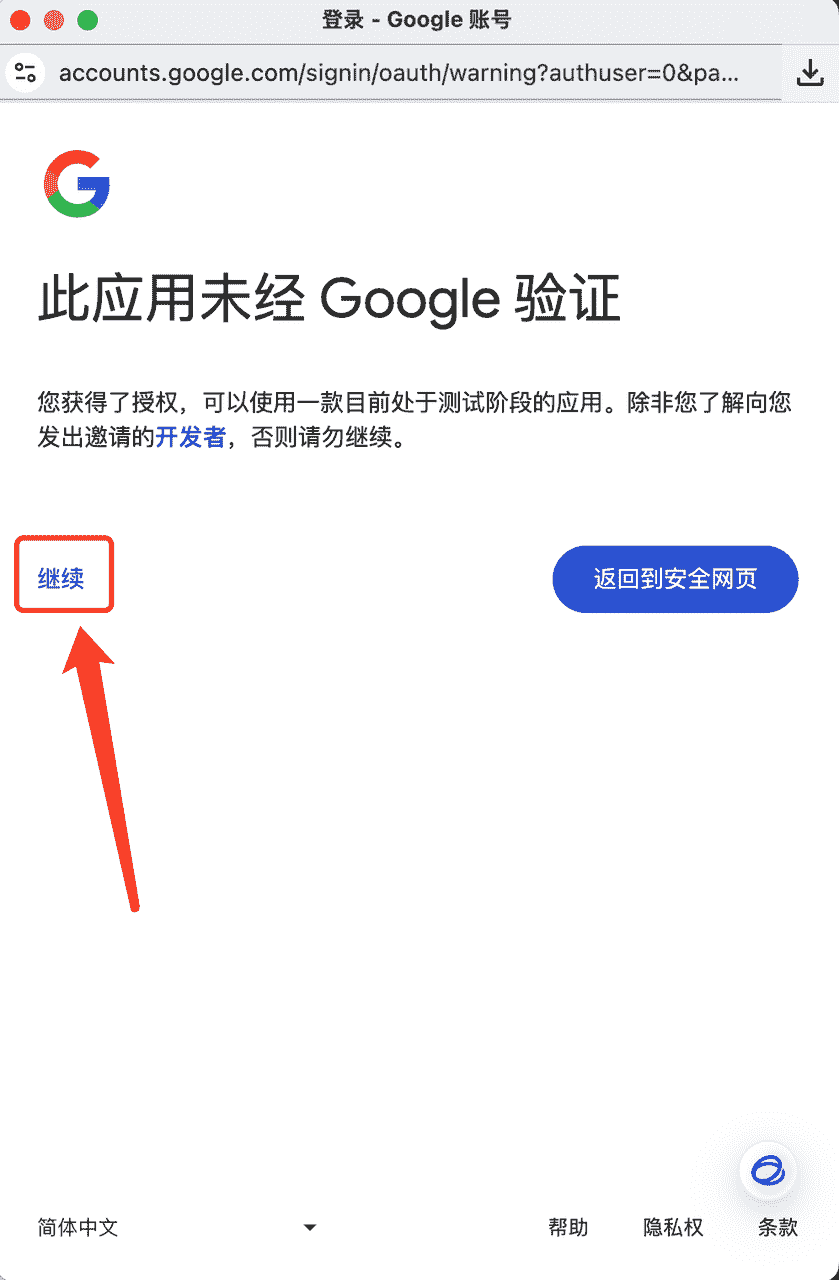 登录 - Google 账号
accounts.google.com/signin/oauth/warning?authuser=0&pa...
此应用未经 Google 验证
您获得了授权，可以使用一款目前处于测试阶段的应用。除非您了解向您
发出邀请的开发者，否则请勿继续。
继续
返回到安全网页
简体中文
帮助
隐私权
条款